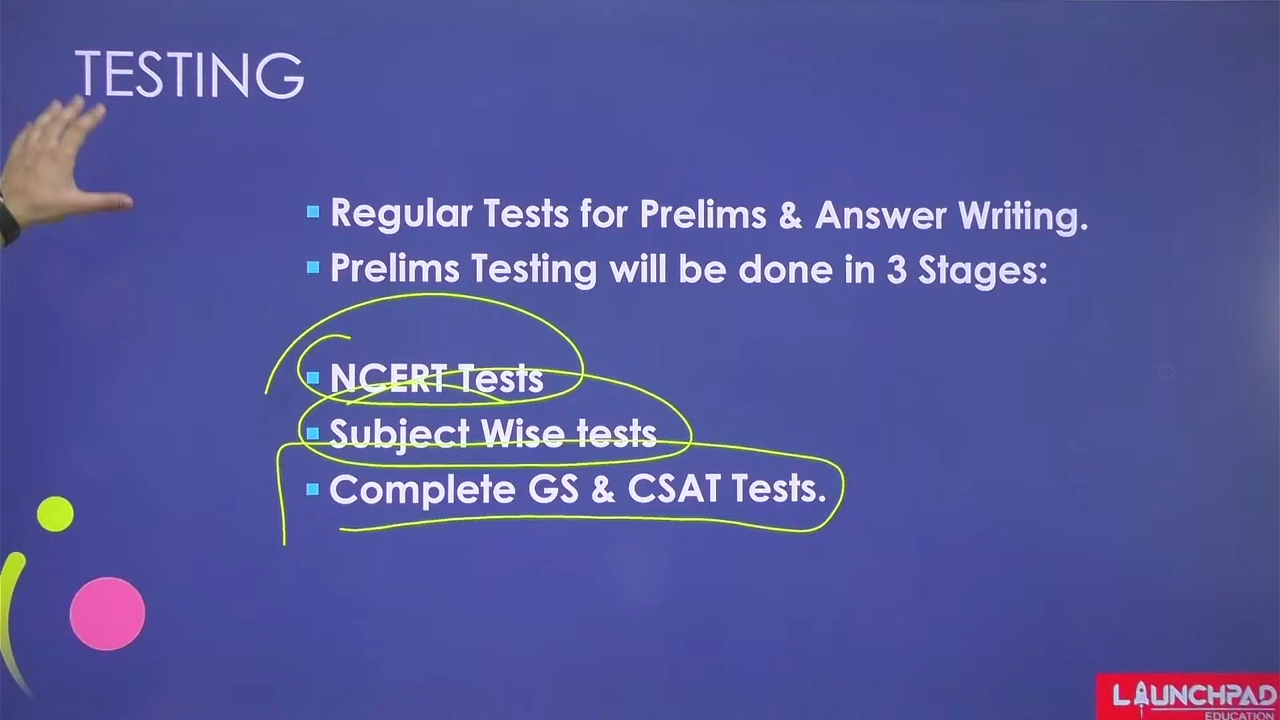 TESTING
Regular Tests for Prelims & Answer Writing.
Prelims Testing will be done in 3 Stages:
NCERT Tests
Subject Wise tests
Complete GS & CSAT Tests.
LAUNCHPAD
EDUCATION